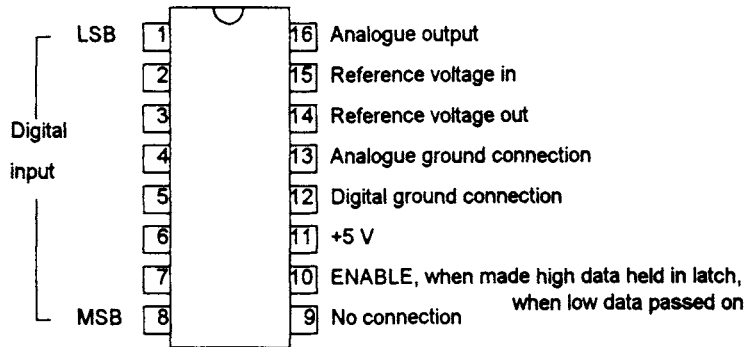 LSB 1 16 Analogue output
2 15 Reference voltage in
3 14 Reference voltage out
Digital
input
4 13 Analogue ground connection
5 12 Digital ground connection
6 11 +5 V
7 10 ENABLE, when made high data held in latch,
when low data passed on
MSB 8 9 No connection